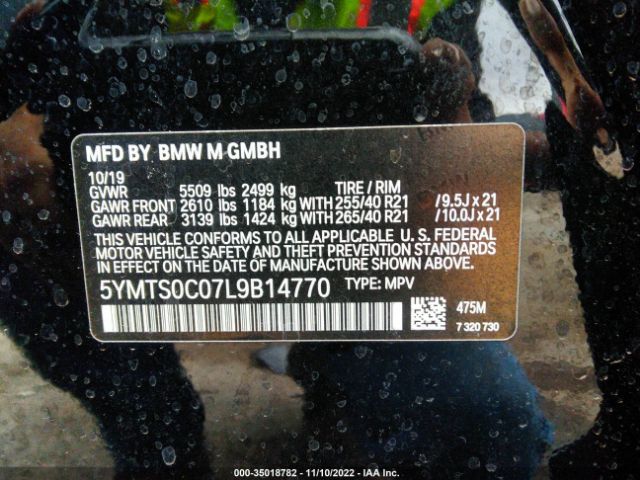 MFD BY BMW M GMBH
10/19
GVWR 5509 lbs 2499 kg TIRE / RIM
GAWR FRONT 2610 lbs 1184 kg WITH 255/40 R21 /9.5J x 21
GAWR REAR 3139 lbs 1424 kg WITH 265/40 R21 /10.0J x 21
THIS VEHICLE CONFORMS TO ALL APPLICABLE U. S. FEDERAL
MOTOR VEHICLE SAFETY AND THEFT PREVENTION STANDARDS
IN EFFECT ON THE DATE OF MANUFACTURE SHOWN ABOVE.
5YMTS0C07L9B14770 TYPE: MPV
475M
7 320 730
000-35018782 - 11/10/2022 - IAA Inc.